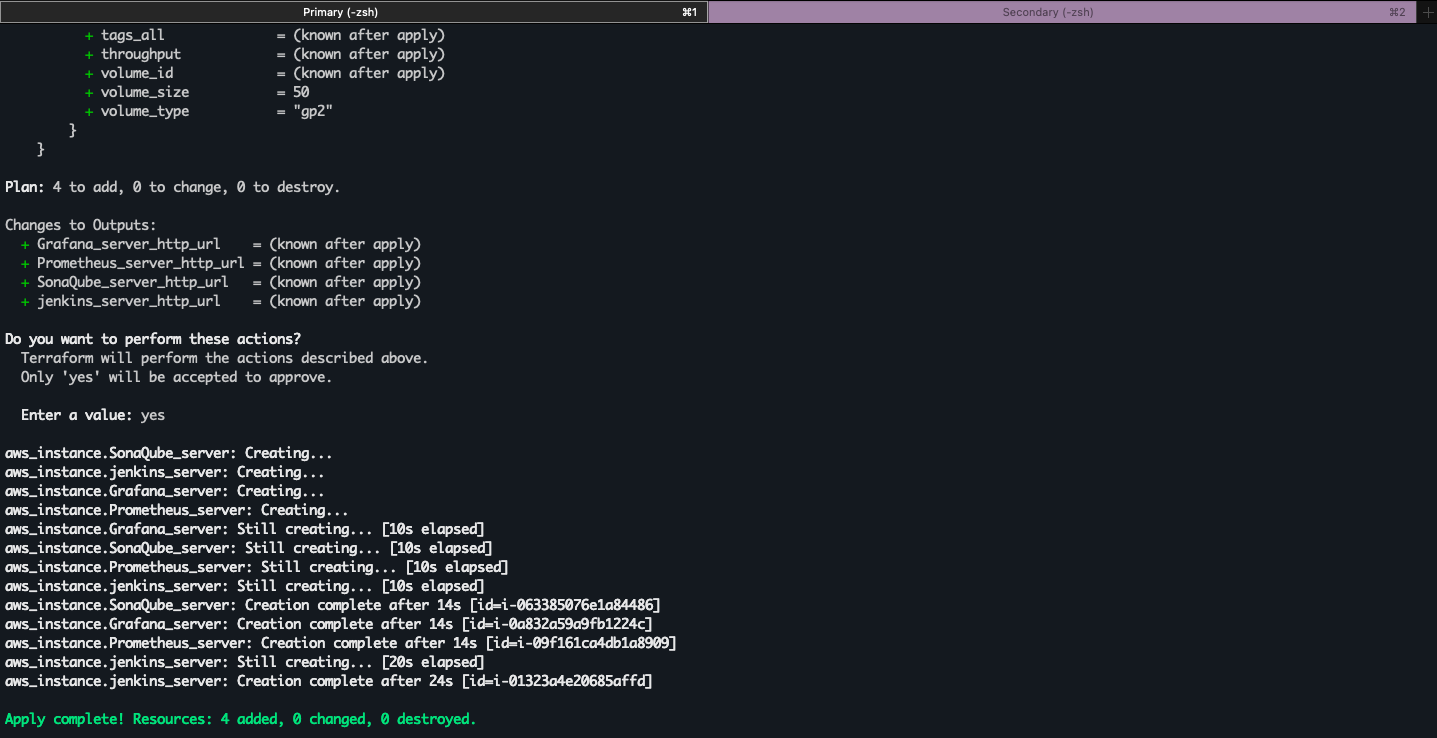 Primary (-zsh) ⌘1 Secondary (-zsh) ⌘2 +
+ tags_all = (known after apply)
+ throughput = (known after apply)
+ volume_id = (known after apply)
+ volume_size = 50
+ volume_type = "gp2"
}
}
Plan: 4 to add, 0 to change, 0 to destroy.
Changes to Outputs:
+ Grafana_server_http_url = (known after apply)
+ Prometheus_server_http_url = (known after apply)
+ SonaQube_server_http_url = (known after apply)
+ jenkins_server_http_url = (known after apply)
Do you want to perform these actions?
Terraform will perform the actions described above.
Only 'yes' will be accepted to approve.
Enter a value: yes
aws_instance.SonaQube_server: Creating...
aws_instance.jenkins_server: Creating...
aws_instance.Grafana_server: Creating...
aws_instance.Prometheus_server: Creating...
aws_instance.Grafana_server: Still creating... [10s elapsed]
aws_instance.SonaQube_server: Still creating... [10s elapsed]
aws_instance.Prometheus_server: Still creating... [10s elapsed]
aws_instance.jenkins_server: Still creating... [10s elapsed]
aws_instance.SonaQube_server: Creation complete after 14s [id=i-063385076e1a84486]
aws_instance.Grafana_server: Creation complete after 14s [id=i-0a832a59a9fb1224c]
aws_instance.Prometheus_server: Creation complete after 14s [id=i-09f161ca4db1a8909]
aws_instance.jenkins_server: Still creating... [20s elapsed]
aws_instance.jenkins_server: Creation complete after 24s [id=i-01323a4e20685affd]
Apply complete! Resources: 4 added, 0 changed, 0 destroyed.